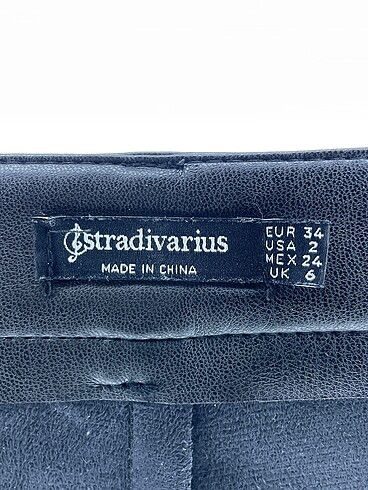 stradivarius
MADE IN CHINA
EUR 34
USA 2
MEX 24
UK 6